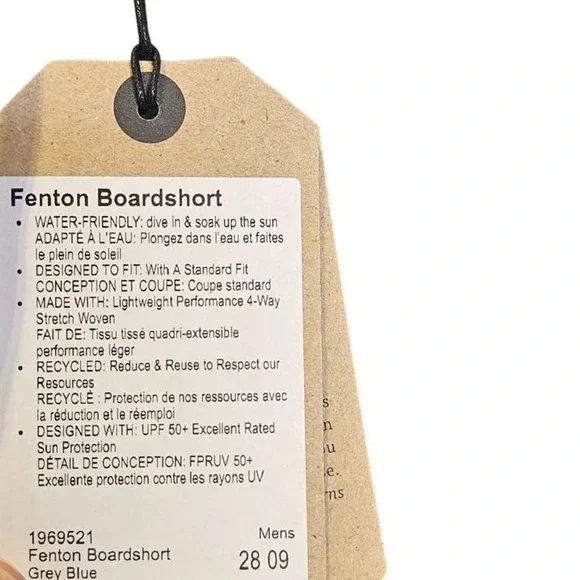 Fenton Boardshort
• WATER-FRIENDLY: dive in & soak up the sun
ADAPTÉ À L'EAU: Plongez dans l'eau et faites
le plein de soleil
• DESIGNED TO FIT: With A Standard Fit
CONCEPTION ET COUPE: Coupe standard
• MADE WITH: Lightweight Performance 4-Way
Stretch Woven
FAIT DE: Tissu tissé quadri-extensible
performance léger
• RECYCLED: Reduce & Reuse to Respect our
Resources
RECYCLÉ : Protection de nos ressources avec
la réduction et le réemploi
• DESIGNED WITH: UPF 50+ Excellent Rated
Sun Protection
DÉTAIL DE CONCEPTION: FPRUV 50+
Excellente protection contre les rayons UV
1969521 Mens
Fenton Boardshort 28 09
Grey Blue